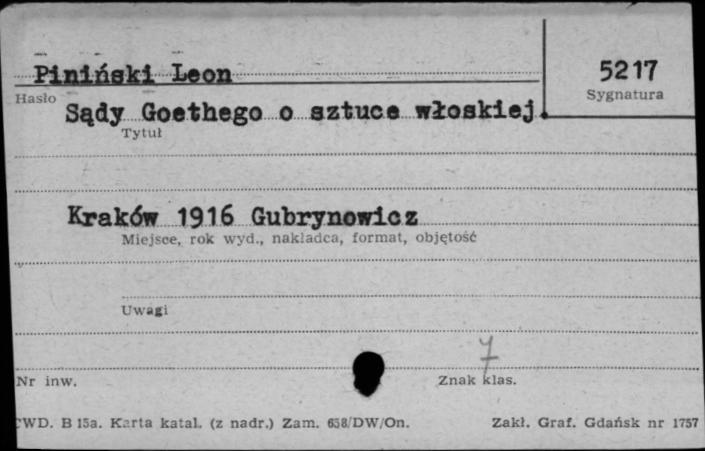 Piniński Leon
5217
Hasło
Sygnatura
Sądy Goethego o sztuce włoskiej.
Tytuł
Kraków 1916 Gubrynowicz
Miejsce, rok wyd., nakładca, format, objętość
Uwagi
7
Nr inw.
Znak klas.
CWD. B 15a. Karta katal. (z nadr.) Zam. 658/DW/On.
Zakł. Graf. Gdańsk nr 1757